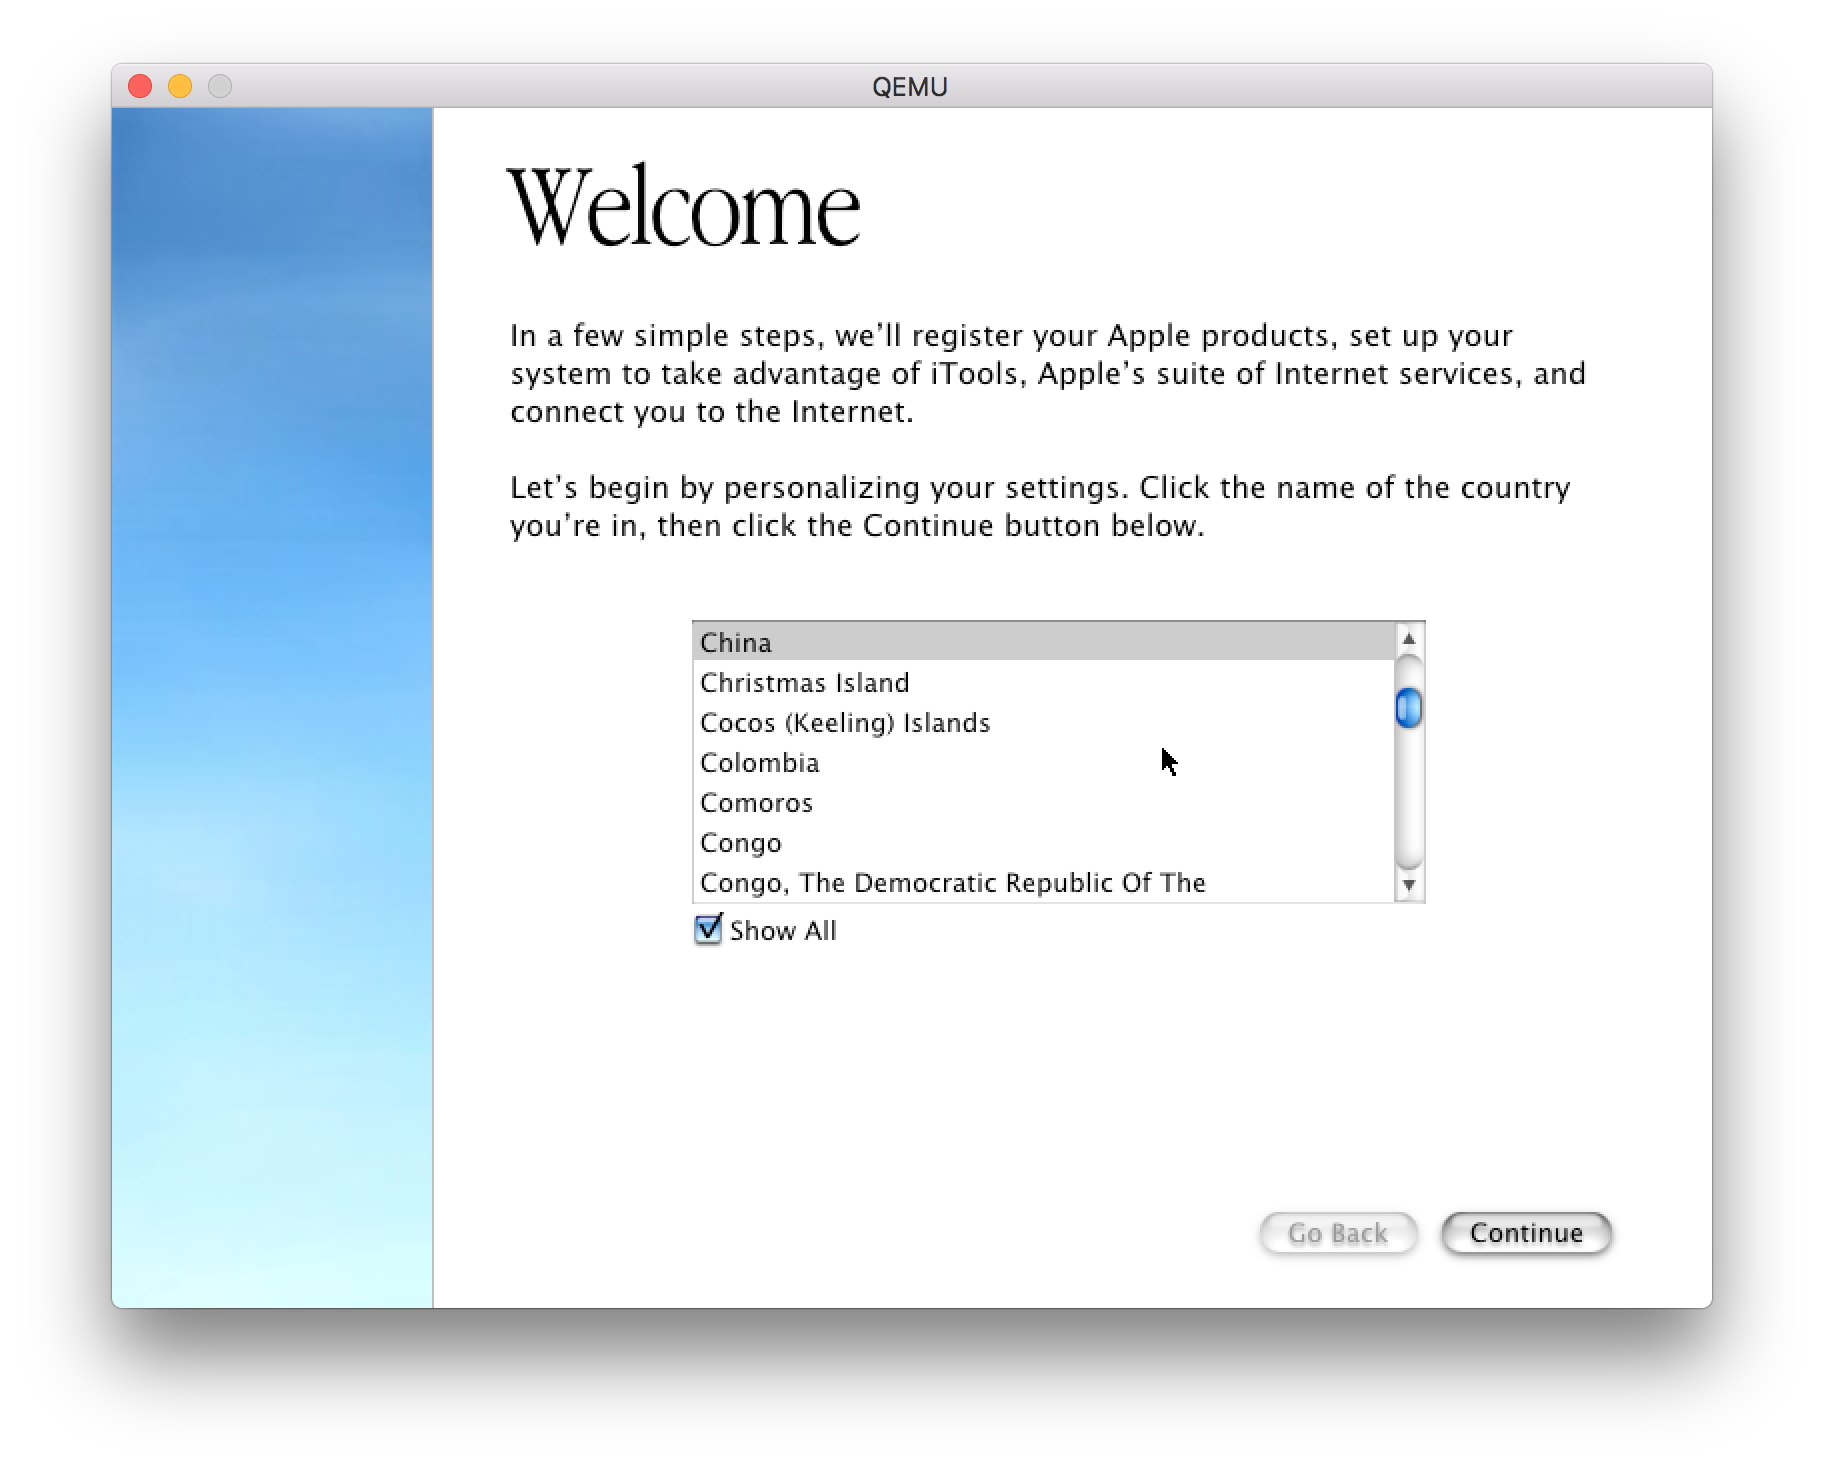 QEMU
Welcome
In a few simple steps, we’ll register your Apple products, set up your
system to take advantage of iTools, Apple’s suite of Internet services, and
connect you to the Internet.
Let’s begin by personalizing your settings. Click the name of the country
you’re in, then click the Continue button below.
China
Christmas Island
Cocos (Keeling) Islands
Colombia
Comoros
Congo
Congo, The Democratic Republic Of The
Show All
Go Back
Continue